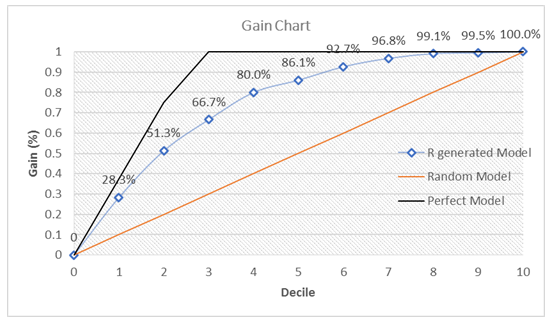 Gain Chart
99.1% 99.5% 100.0%
96.8%
92.7%
86.1%
80.0%
66.7%
51.3%
28.3%
0
1
0.9
0.8
0.7
0.6
0.5
0.4
0.3
0.2
0.1
0
Gain (%)
R generated Model
Random Model
Perfect Model
0 1 2 3 4 5 6 7 8 9 10
Decile